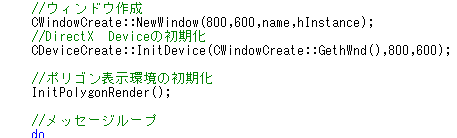 //ウィンドウ作成
CWindowCreate::NewWindow(800,600,name,hInstance);
//DirectX　Deviceの初期化
CDeviceCreate::InitDevice(CWindowCreate::GethWnd(),800,600);
//ポリゴン表示環境の初期化
InitPolygonRender();
//メッセージループ
do